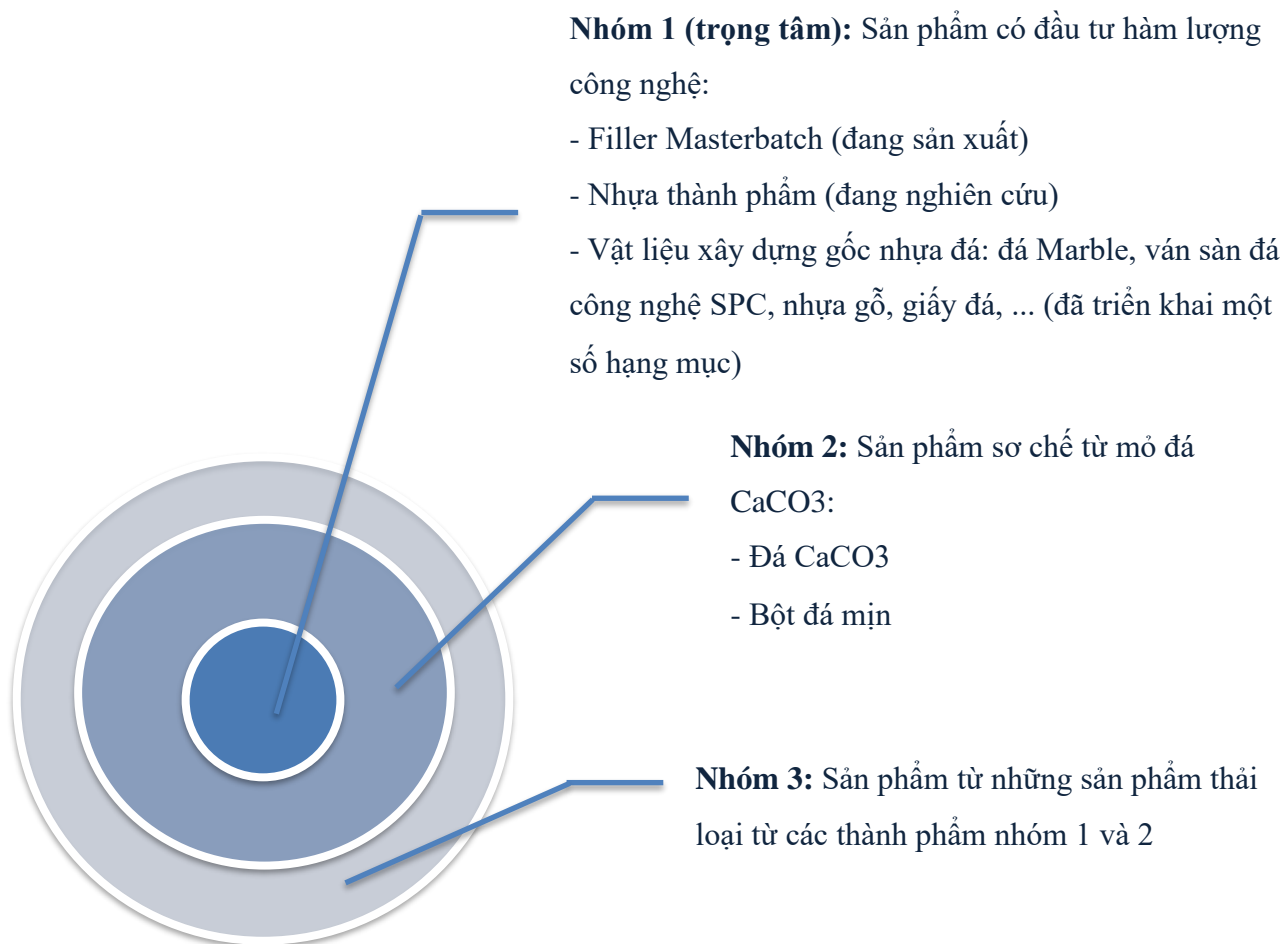 Nhóm 1 (trọng tâm): Sản phẩm có đầu tư hàm lượng
công nghệ:
- Filler Masterbatch (đang sản xuất)
- Nhựa thành phẩm (đang nghiên cứu)
- Vật liệu xây dựng gốc nhựa đá: đá Marble, ván sàn đá
công nghệ SPC, nhựa gỗ, giấy đá, ... (đã triển khai một
số hạng mục)
Nhóm 2: Sản phẩm sơ chế từ mỏ đá
CaCO3:
- Đá CaCO3
- Bột đá mịn
Nhóm 3: Sản phẩm từ những sản phẩm thải
loại từ các thành phẩm nhóm 1 và 2